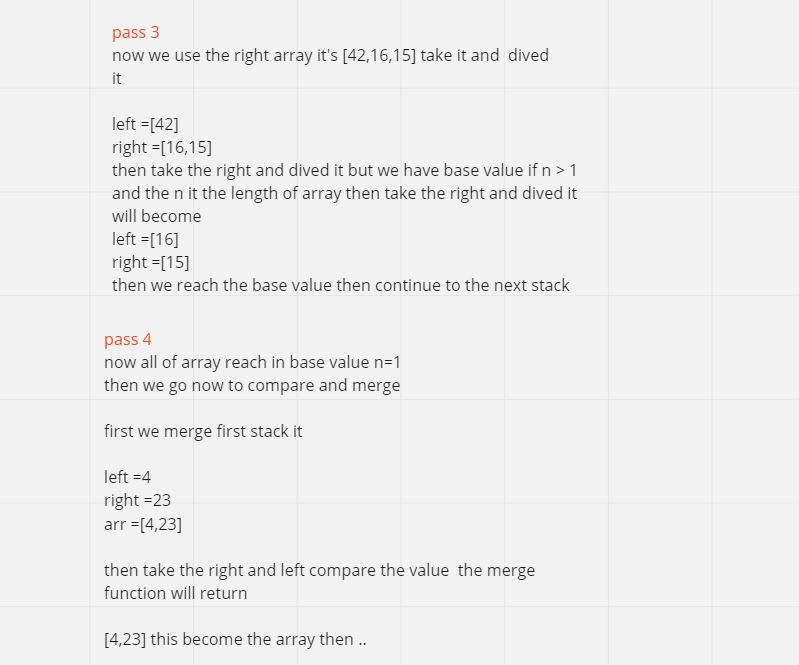 pass 3
now we use the right array it's [42,16,15] take it and dived
it
left =[42]
right =[16,15]
then take the right and dived it but we have base value if n > 1
and the n it the length of array then take the right and dived it
will become
left =[16]
right =[15]
then we reach the base value then continue to the next stack
pass 4
now all of array reach in base value n=1
then we go now to compare and merge
first we merge first stack it
left =4
right =23
arr =[4,23]
then take the right and left compare the value the merge
function will return
[4,23] this become the array then ..